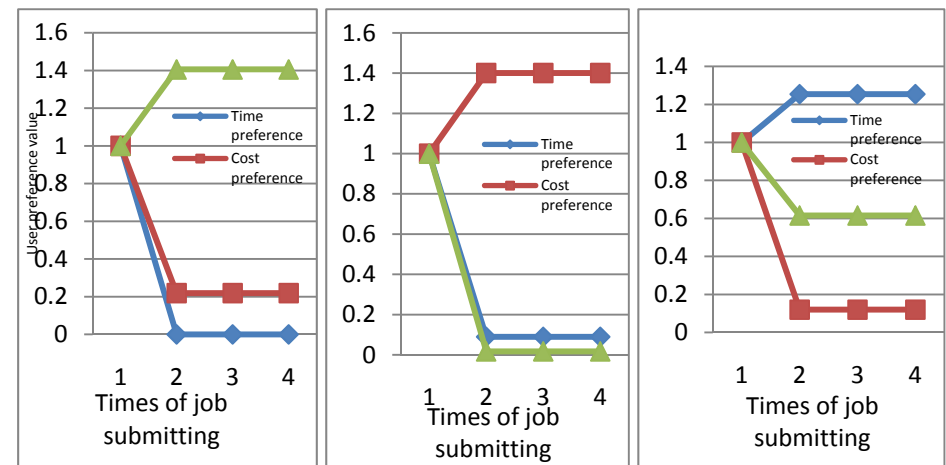 1.6
1.4
1.2
1
0.8
0.6
0.4
0.2
0
User preference value
Time
preference
Cost
preference
1 2 3 4
Times of job
submitting
1.6
1.4
1.2
1
0.8
0.6
0.4
0.2
0
Time
preference
Cost
preference
1 2 3 4
Times of job
submitting
1.4
1.2
1
0.8
0.6
0.4
0.2
0
Time
preference
Cost
preference
1 2 3 4
Times of job
submitting